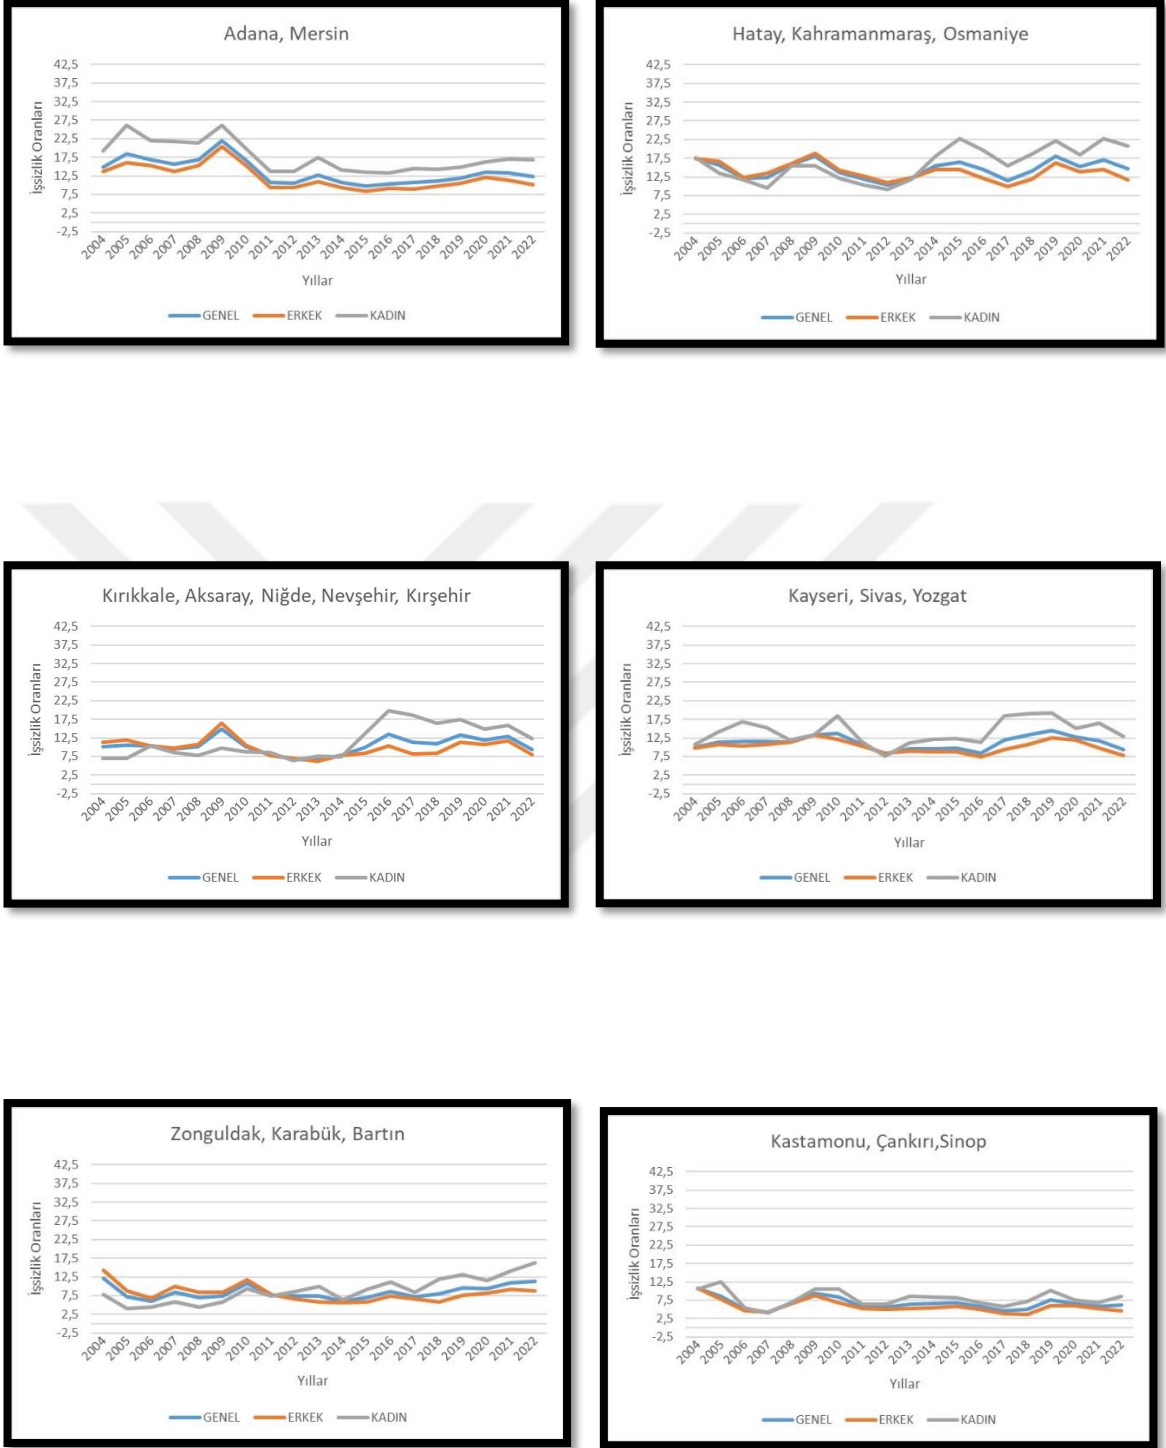 Adana, Mersin
İşsizlik Oranları
42,5
37,5
32,5
27,5
22,5
17,5
12,5
7,5
2,5
-2,5
2004 2005 2006 2007 2008 2009 2010 2011 2012 2013 2014 2015 2016 2017 2018 2019 2020 2021 2022
Yıllar
GENEL ERKEK KADIN
Hatay, Kahramanmaraş, Osmaniye
İşsizlik Oranları
42,5
37,5
32,5
27,5
22,5
17,5
12,5
7,5
2,5
-2,5
2004 2005 2006 2007 2008 2009 2010 2011 2012 2013 2014 2015 2016 2017 2018 2019 2020 2021 2022
Yıllar
GENEL ERKEK KADIN
Kırıkkale, Aksaray, Niğde, Nevşehir, Kırşehir
İşsizlik Oranları
42,5
37,5
32,5
27,5
22,5
17,5
12,5
7,5
2,5
-2,5
2004 2005 2006 2007 2008 2009 2010 2011 2012 2013 2014 2015 2016 2017 2018 2019 2020 2021 2022
Yıllar
GENEL ERKEK KADIN
Kayseri, Sivas, Yozgat
İşsizlik Oranları
42,5
37,5
32,5
27,5
22,5
17,5
12,5
7,5
2,5
-2,5
2004 2005 2006 2007 2008 2009 2010 2011 2012 2013 2014 2015 2016 2017 2018 2019 2020 2021 2022
Yıllar
GENEL ERKEK KADIN
Zonguldak, Karabük, Bartın
İşsizlik Oranları
42,5
37,5
32,5
27,5
22,5
17,5
12,5
7,5
2,5
-2,5
2004 2005 2006 2007 2008 2009 2010 2011 2012 2013 2014 2015 2016 2017 2018 2019 2020 2021 2022
Yıllar
GENEL ERKEK KADIN
Kastamonu, Çankırı,Sinop
İşsizlik Oranları
42,5
37,5
32,5
27,5
22,5
17,5
12,5
7,5
2,5
-2,5
2004 2005 2006 2007 2008 2009 2010 2011 2012 2013 2014 2015 2016 2017 2018 2019 2020 2021 2022
Yıllar
GENEL ERKEK KADIN